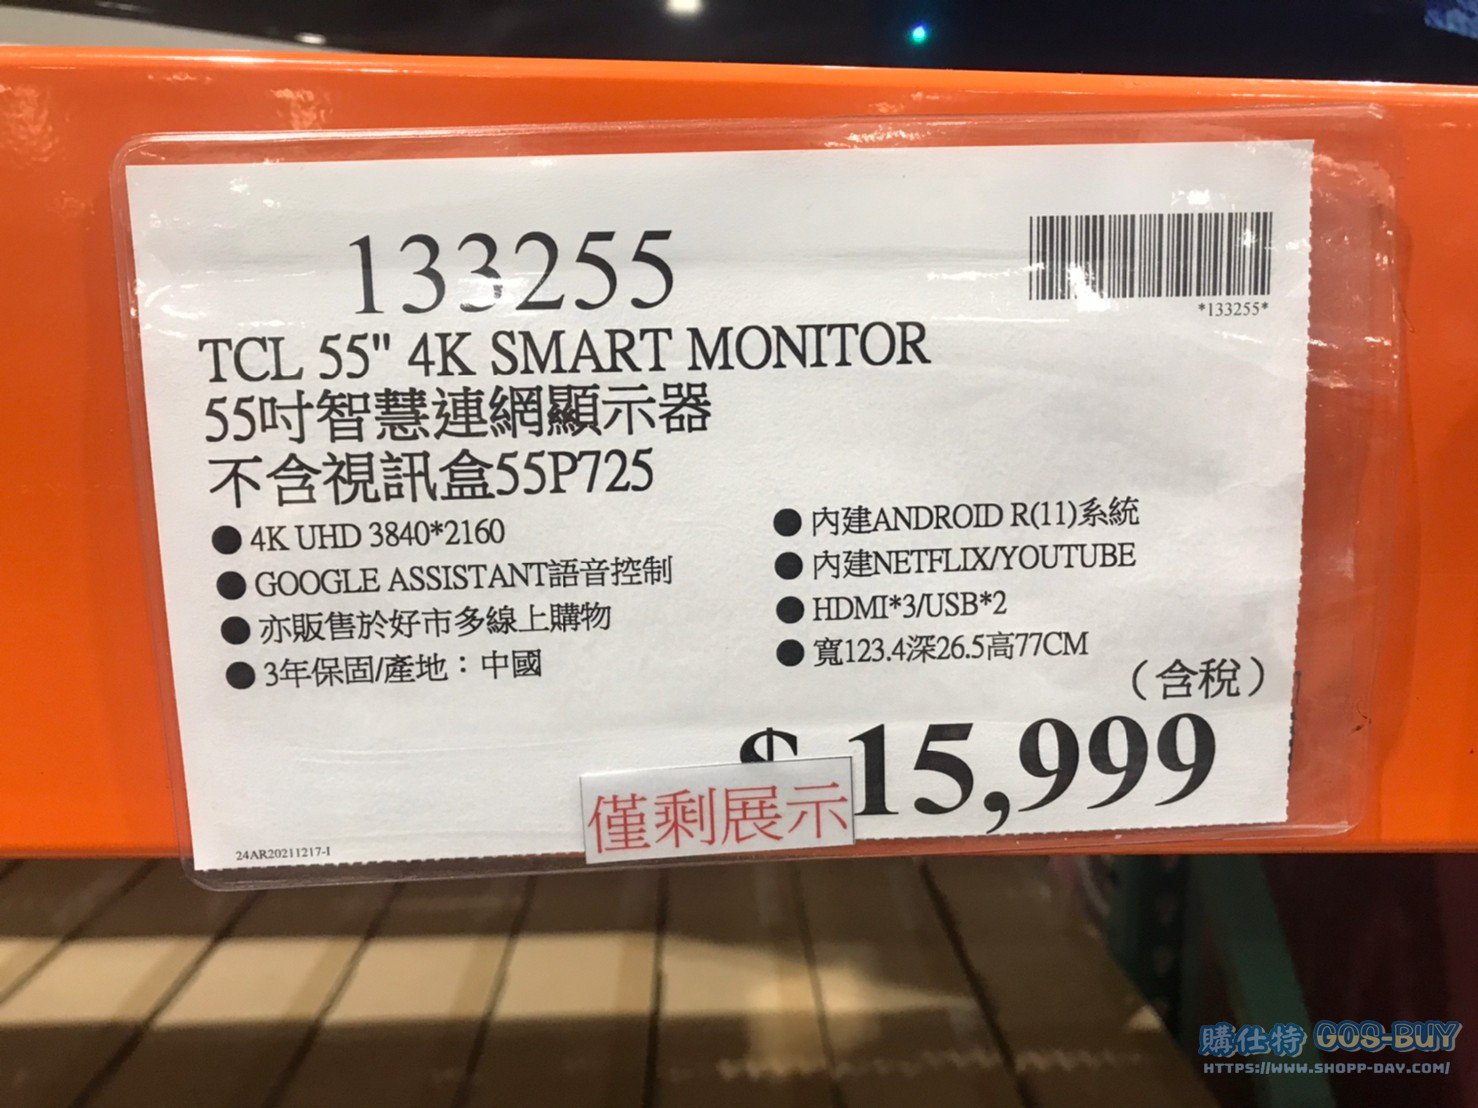 133255
*133255*
TCL 55" 4K SMART MONITOR
55吋智慧連網顯示器
不含視訊盒55P725
●4K UHD 3840*2160
●GOOGLE ASSISTANT語音控制
●亦販售於好市多線上購物
●3年保固/產地：中國
●內建ANDROID R(11)系統
●內建NETFLIX/YOUTUBE
●HDMI*3/USB*2
●寬123.4深26.5高77CM
（含稅）
$ 15,999
僅剩展示
24AR20211217-1
購仕特 GOS-BUY
HTTPS://WWW.SHOPP-DAY.COM/